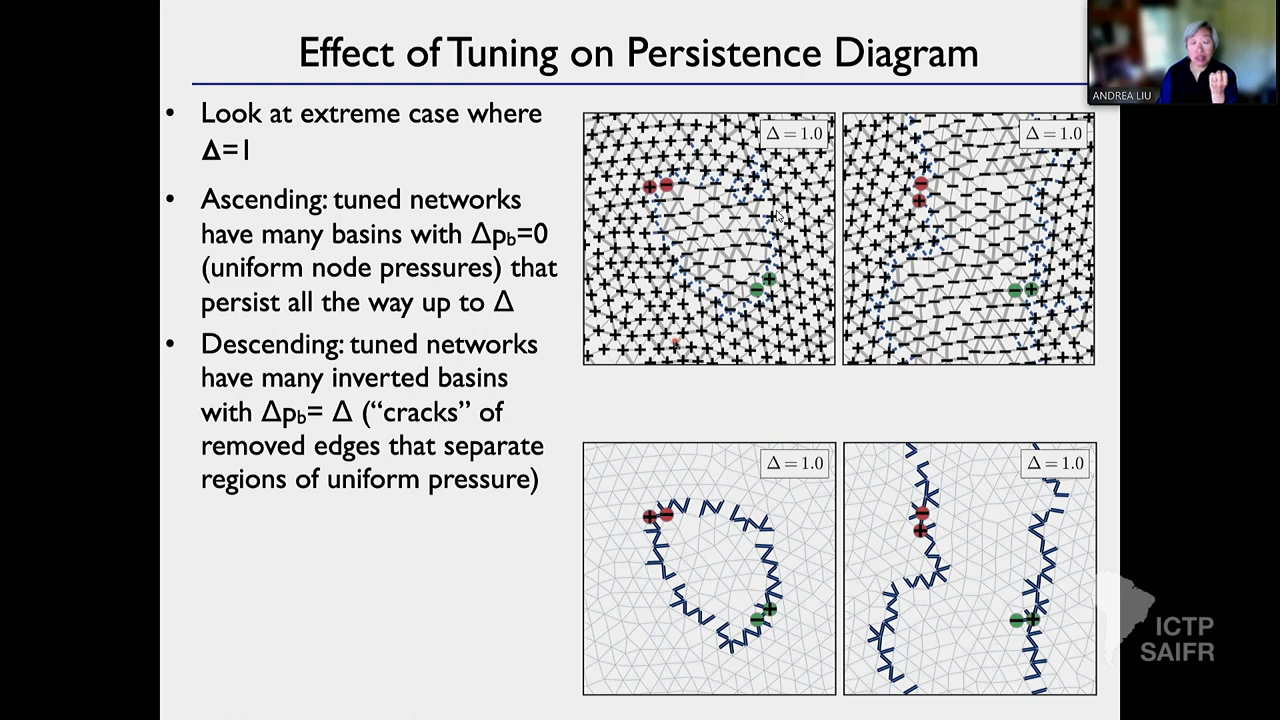 Effect of Tuning on Persistence Diagram
ANDREA LIU
• Look at extreme case where
Δ=1
• Ascending: tuned networks
have many basins with Δpb=0
(uniform node pressures) that
persist all the way up to Δ
• Descending: tuned networks
have many inverted basins
with Δpb= Δ (“cracks” of
removed edges that separate
regions of uniform pressure)
Δ = 1.0
Δ = 1.0
Δ = 1.0
Δ = 1.0
ICTP
SAIFR